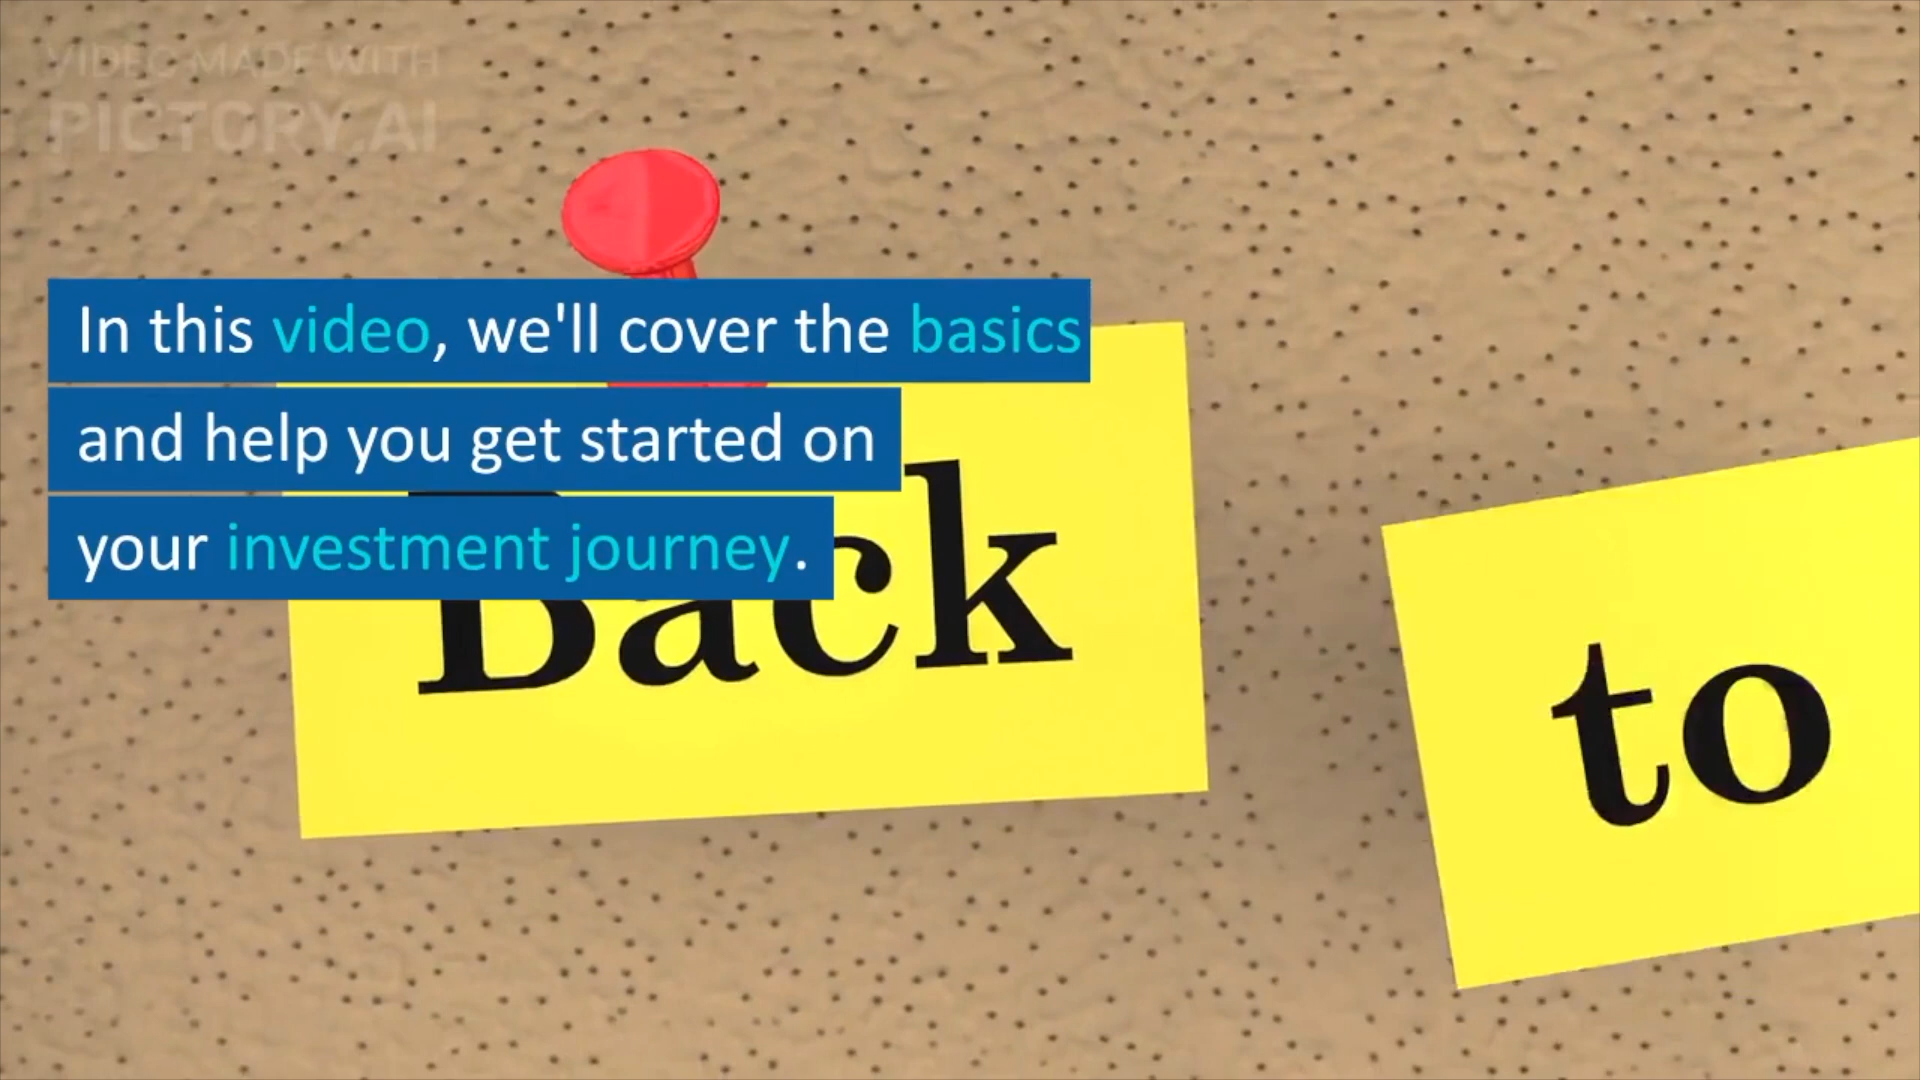 VIDEO MADE WITH
PICTORY.AI
In this video, we'll cover the basics
and help you get started on
your investment journey.
Back
to